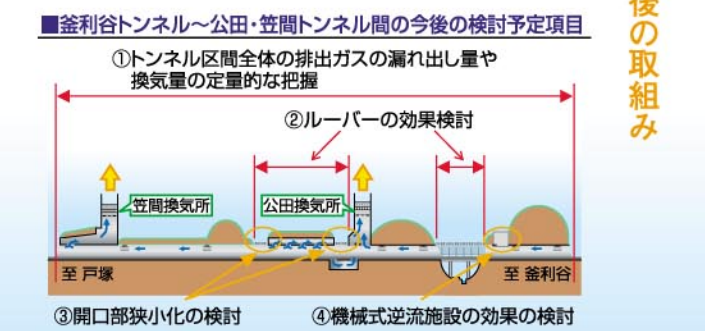 ■釜利谷トンネル～公田・笠間トンネル間の今後の検討予定項目
①トンネル区間全体の排出ガスの漏れ出し量や
換気量の定量的な把握
②ルーバーの効果検討
笠間換気所
公田換気所
至 戸塚
至 釜利谷
③開口部狭小化の検討
④機械式逆流施設の効果の検討
後の取組み